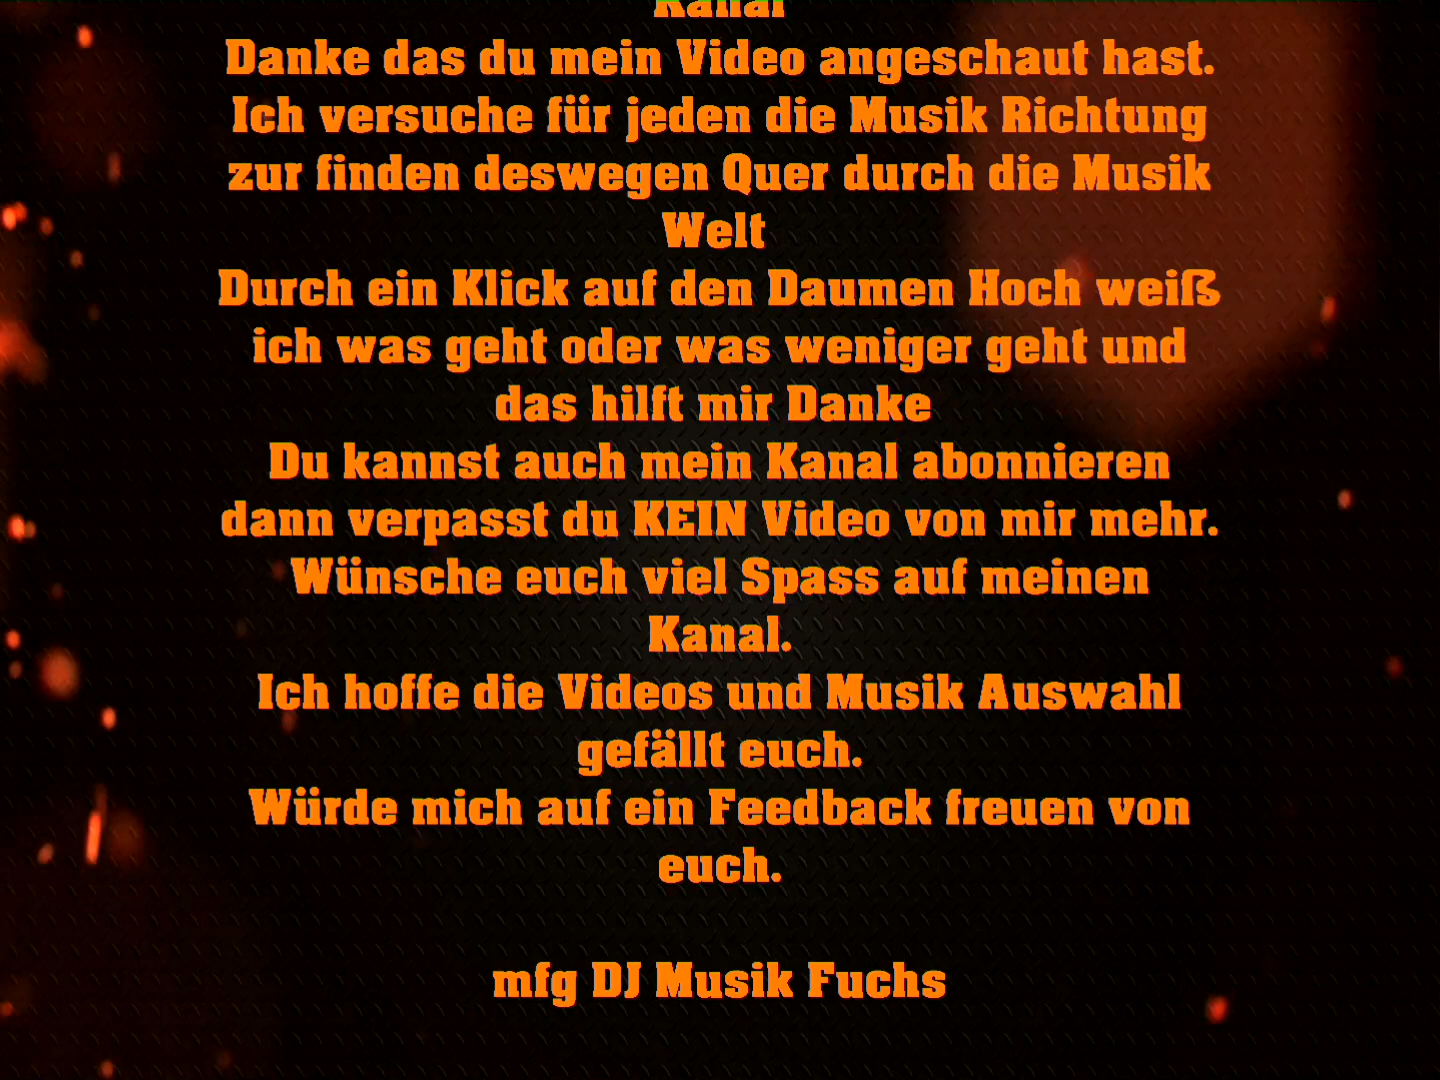 Kanal
Danke das du mein Video angeschaut hast.
Ich versuche für jeden die Musik Richtung
zur finden deswegen Quer durch die Musik
Welt
Durch ein Klick auf den Daumen Hoch weiß
ich was geht oder was weniger geht und
das hilft mir Danke
Du kannst auch mein Kanal abonnieren
dann verpasst du KEIN Video von mir mehr.
Wünsche euch viel Spass auf meinen
Kanal.
Ich hoffe die Videos und Musik Auswahl
gefällt euch.
Würde mich auf ein Feedback freuen von
euch.
mfg DJ Musik Fuchs